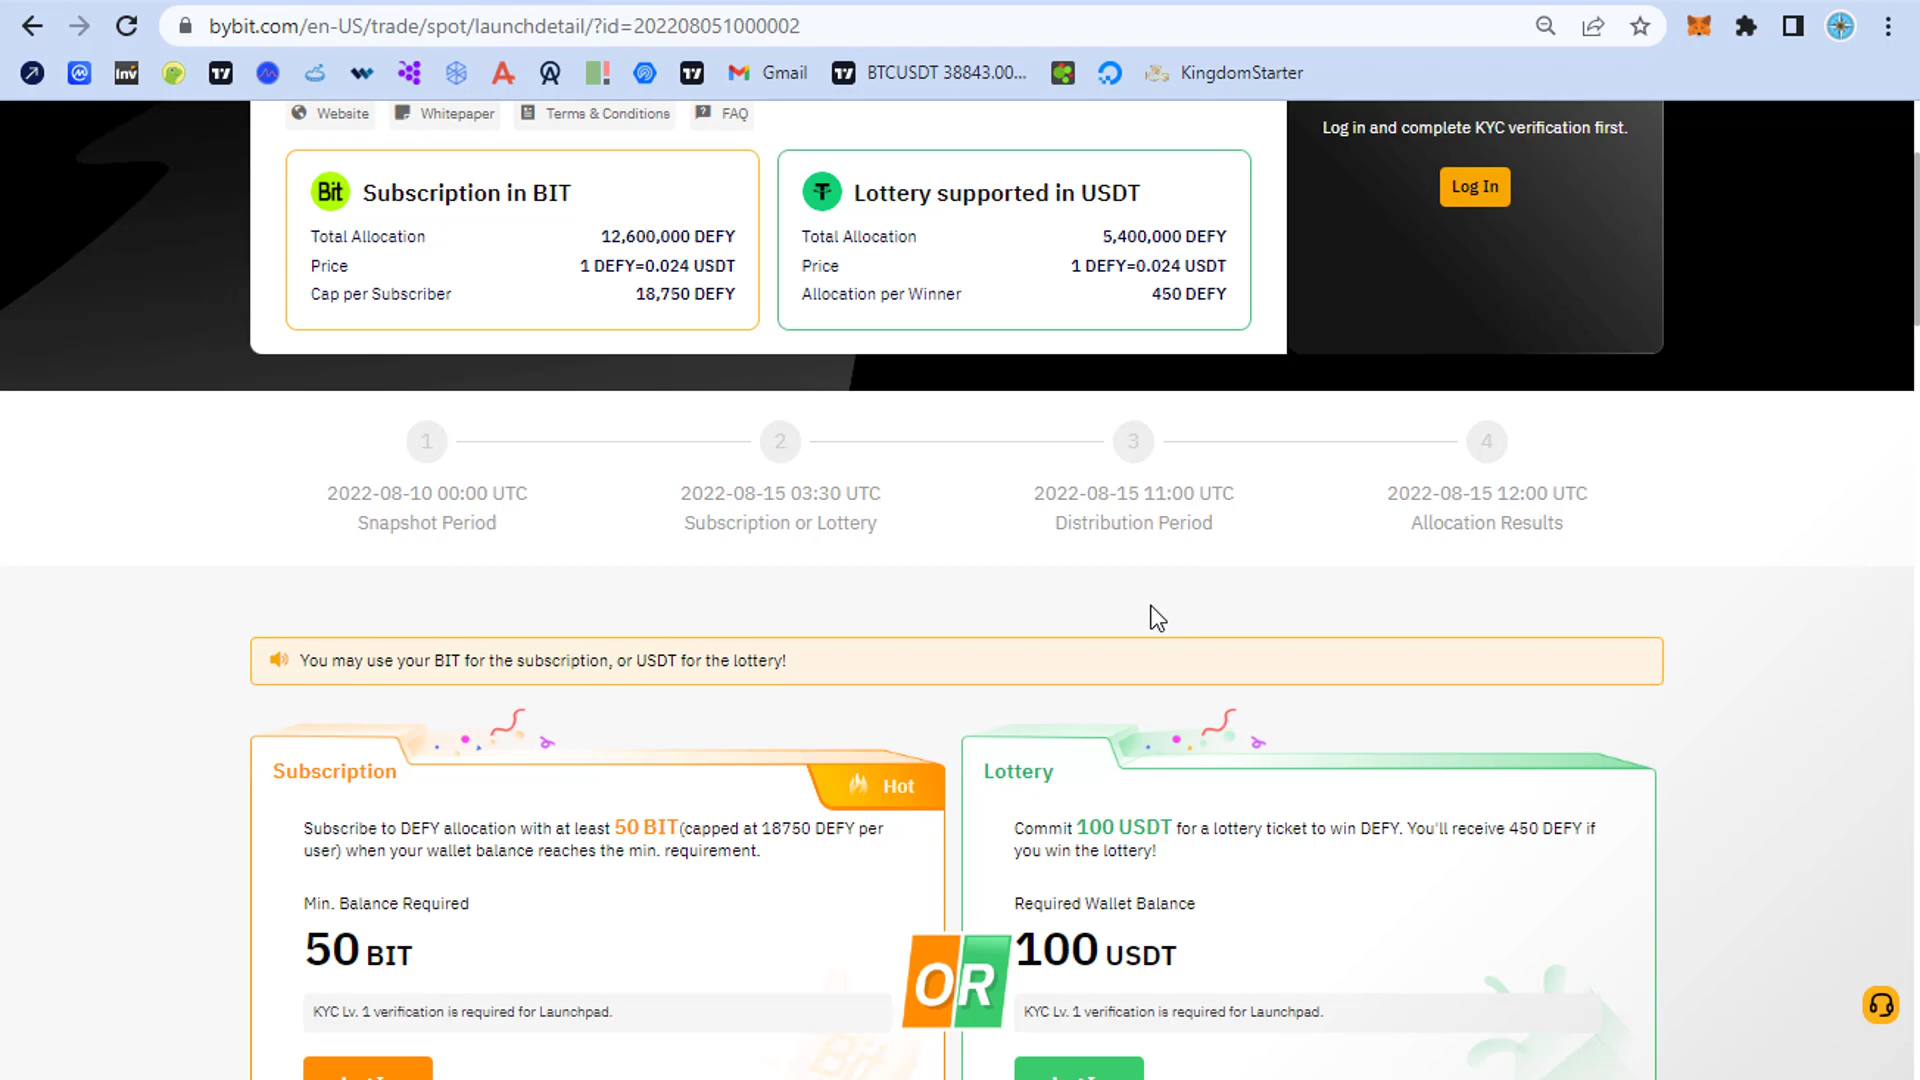 bybit.com/en-US/trade/spot/launchdetail/?id=202208051000002
Inv
Gmail
BTCUSDT 38843.00...
KingdomStarter
Website
Whitepaper
Terms & Conditions
FAQ
Log in and complete KYC verification first.
Log In
Bit
Subscription in BIT
Total Allocation
12,600,000 DEFY
Price
1 DEFY=0.024 USDT
Cap per Subscriber
18,750 DEFY
Lottery supported in USDT
Total Allocation
5,400,000 DEFY
Price
1 DEFY=0.024 USDT
Allocation per Winner
450 DEFY
1
2022-08-10 00:00 UTC
Snapshot Period
2
2022-08-15 03:30 UTC
Subscription or Lottery
3
2022-08-15 11:00 UTC
Distribution Period
4
2022-08-15 12:00 UTC
Allocation Results
You may use your BIT for the subscription, or USDT for the lottery!
Subscription
Hot
Subscribe to DEFY allocation with at least 50 BIT(capped at 18750 DEFY per
user) when your wallet balance reaches the min. requirement.
Min. Balance Required
50 BIT
KYC Lv. 1 verification is required for Launchpad.
OR
Lottery
Commit 100 USDT for a lottery ticket to win DEFY. You'll receive 450 DEFY if
you win the lottery!
Required Wallet Balance
100 USDT
KYC Lv. 1 verification is required for Launchpad.